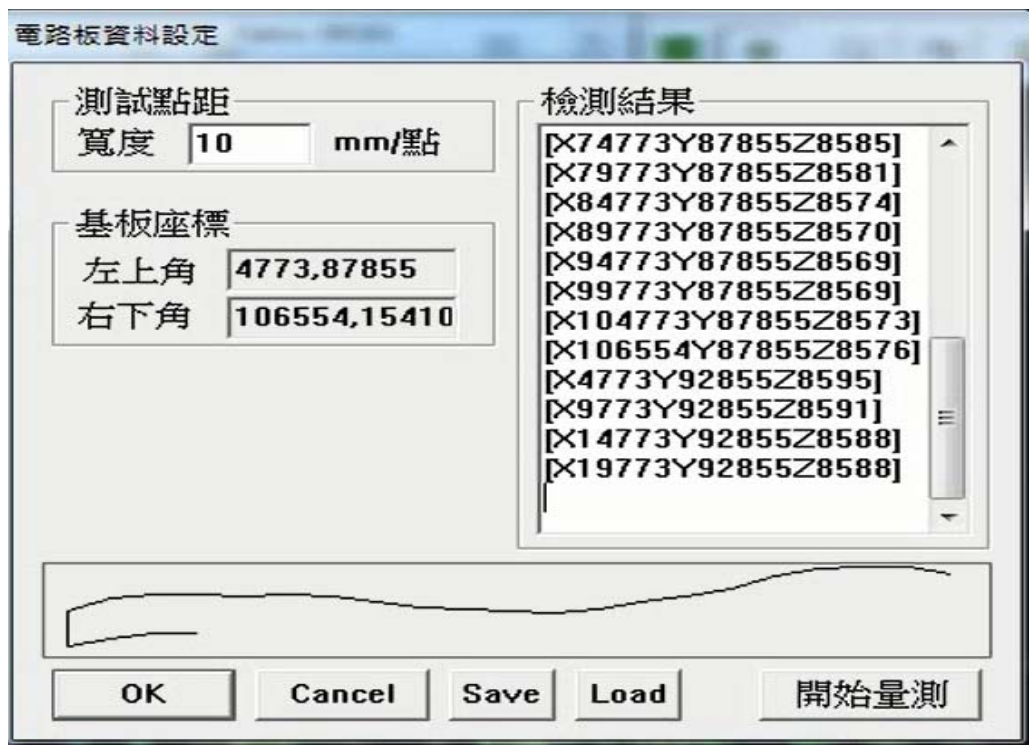 電路板資料設定
測試點距
寬度 10 mm/點
基板座標
左上角 4773,87855
右下角 106554,15410
檢測結果
[X74773Y87855Z8585]
[X79773Y87855Z8581]
[X84773Y87855Z8574]
[X89773Y87855Z8570]
[X94773Y87855Z8569]
[X99773Y87855Z8569]
[X104773Y87855Z8573]
[X106554Y87855Z8576]
[X4773Y92855Z8595]
[X9773Y92855Z8591]
[X14773Y92855Z8588]
[X19773Y92855Z8588]
OK Cancel Save Load 開始量測